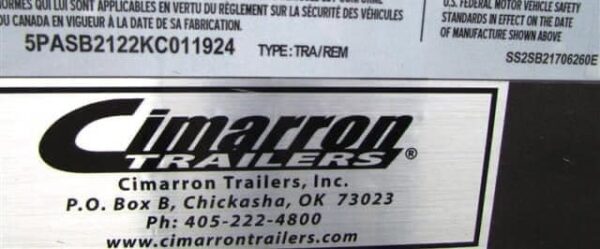 NORMES QUI LUI SONT APPLICABLES EN VERTU DU RÈGLEMENT SUR LA SÉCURITÉ DES VÉHICULES
DU CANADA EN VIGUEUR À LA DATE DE SA FABRICATION.
5PASB2122KC011924 TYPE: TRA/REM
U.S. FEDERAL MOTOR VEHICLE SAFETY
STANDARDS IN EFFECT ON THE DATE
OF MANUFACTURE SHOWN ABOVE
SS2SB21706260E
Cimarron
TRAILERS®
Cimarron Trailers, Inc.
P.O. Box B, Chickasha, OK 73023
Ph: 405-222-4800
www.cimarrontrailers.com